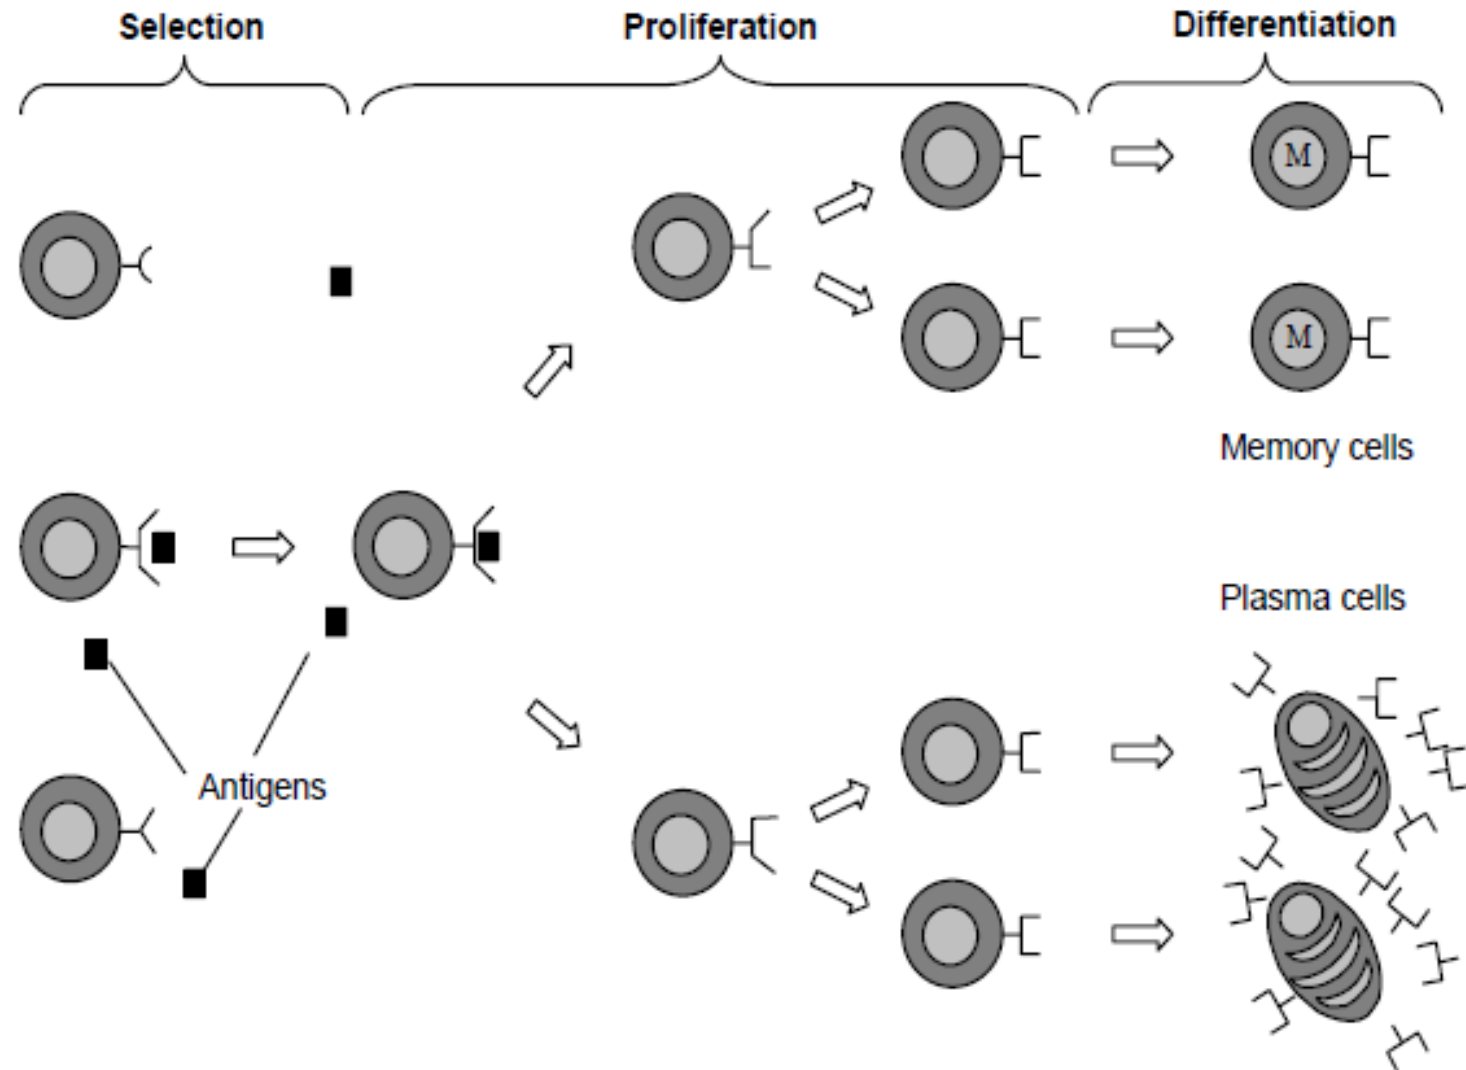 Selection
Proliferation
Differentiation
M
M
Memory cells
Plasma cells
Antigens